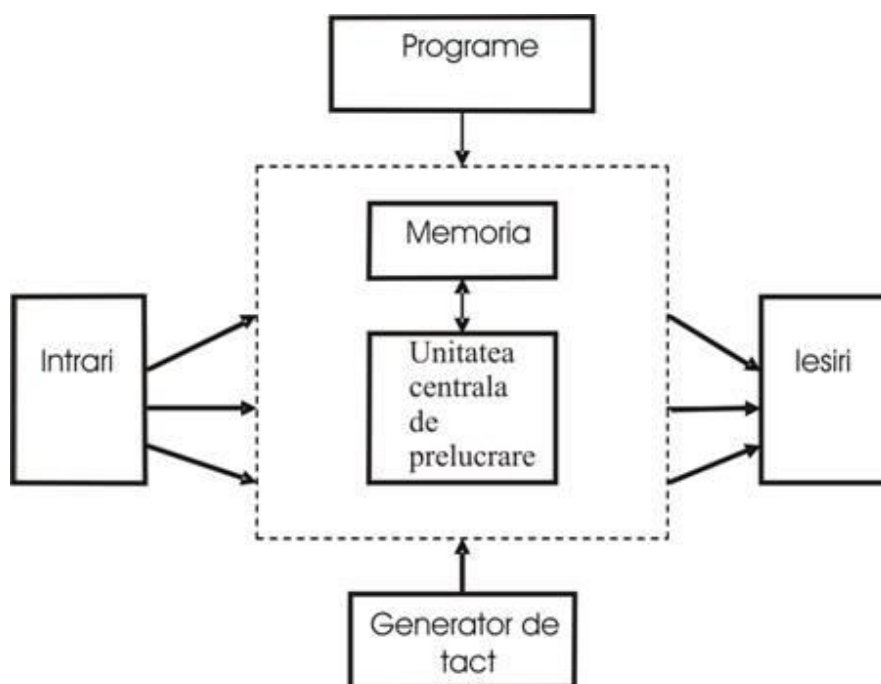 Programe
Memoria
Intrari
Unitatea
centrala
de
prelucrare
Iesiri
Generator de
tact